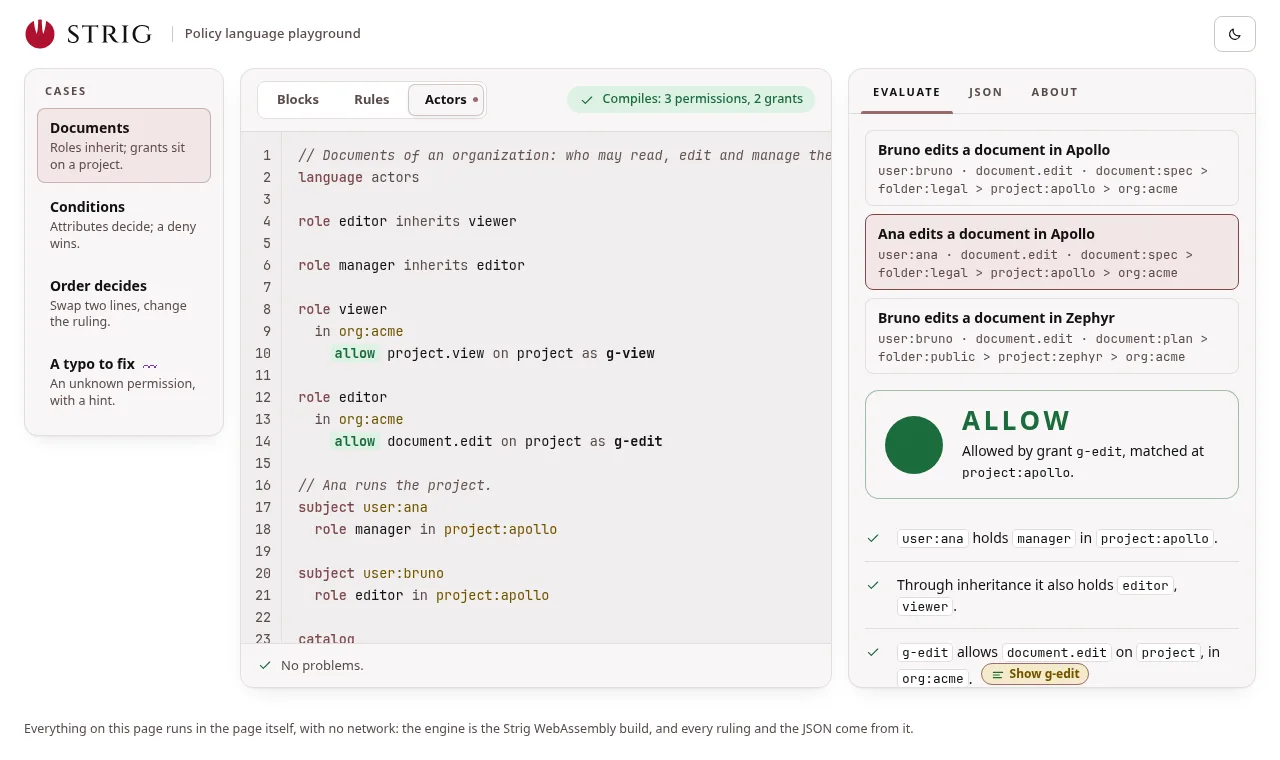 STRIG
Policy language playground
CASES
Documents
Roles inherit; grants sit
on a project.
Conditions
Attributes decide; a deny
wins.
Order decides
Swap two lines, change
the ruling.
A typo to fix
An unknown permission,
with a hint.
Blocks Rules Actors
Compiles: 3 permissions, 2 grants
1 // Documents of an organization: who may read, edit and manage the
2 language actors
3
4 role editor inherits viewer
5
6 role manager inherits editor
7
8 role viewer
9 in org:acme
10 allow project.view on project as g-view
11
12 role editor
13 in org:acme
14 allow document.edit on project as g-edit
15
16 // Ana runs the project.
17 subject user:ana
18 role manager in project:apollo
19
20 subject user:bruno
21 role editor in project:apollo
22
23 catalog
No problems.
EVALUATE JSON ABOUT
Bruno edits a document in Apollo
user:bruno · document.edit · document:spec >
folder:legal > project:apollo > org:acme
Ana edits a document in Apollo
user:ana · document.edit · document:spec >
folder:legal > project:apollo > org:acme
Bruno edits a document in Zephyr
user:bruno · document.edit · document:plan >
folder:public > project:zephyr > org:acme
ALLOW
Allowed by grant g-edit, matched at
project:apollo.
user:ana holds manager in project:apollo.
Through inheritance it also holds editor,
viewer.
g-edit allows document.edit on project, in
org:acme. Show g-edit
Everything on this page runs in the page itself, with no network: the engine is the Strig WebAssembly build, and every ruling and the JSON come from it.